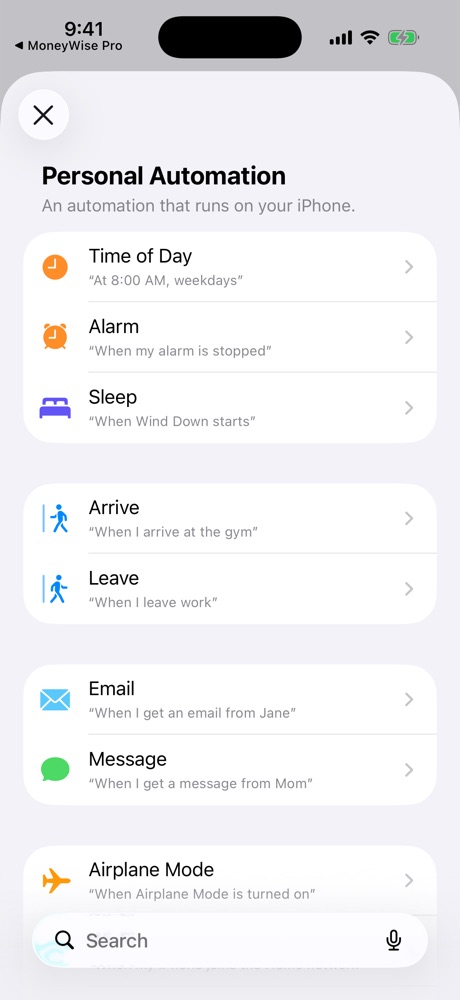 9:41
◀ MoneyWise Pro
Personal Automation
An automation that runs on your iPhone.
Time of Day
“At 8:00 AM, weekdays”
Alarm
“When my alarm is stopped”
Sleep
“When Wind Down starts”
Arrive
“When I arrive at the gym”
Leave
“When I leave work”
Email
“When I get an email from Jane”
Message
“When I get a message from Mom”
Airplane Mode
“When Airplane Mode is turned on”
Search